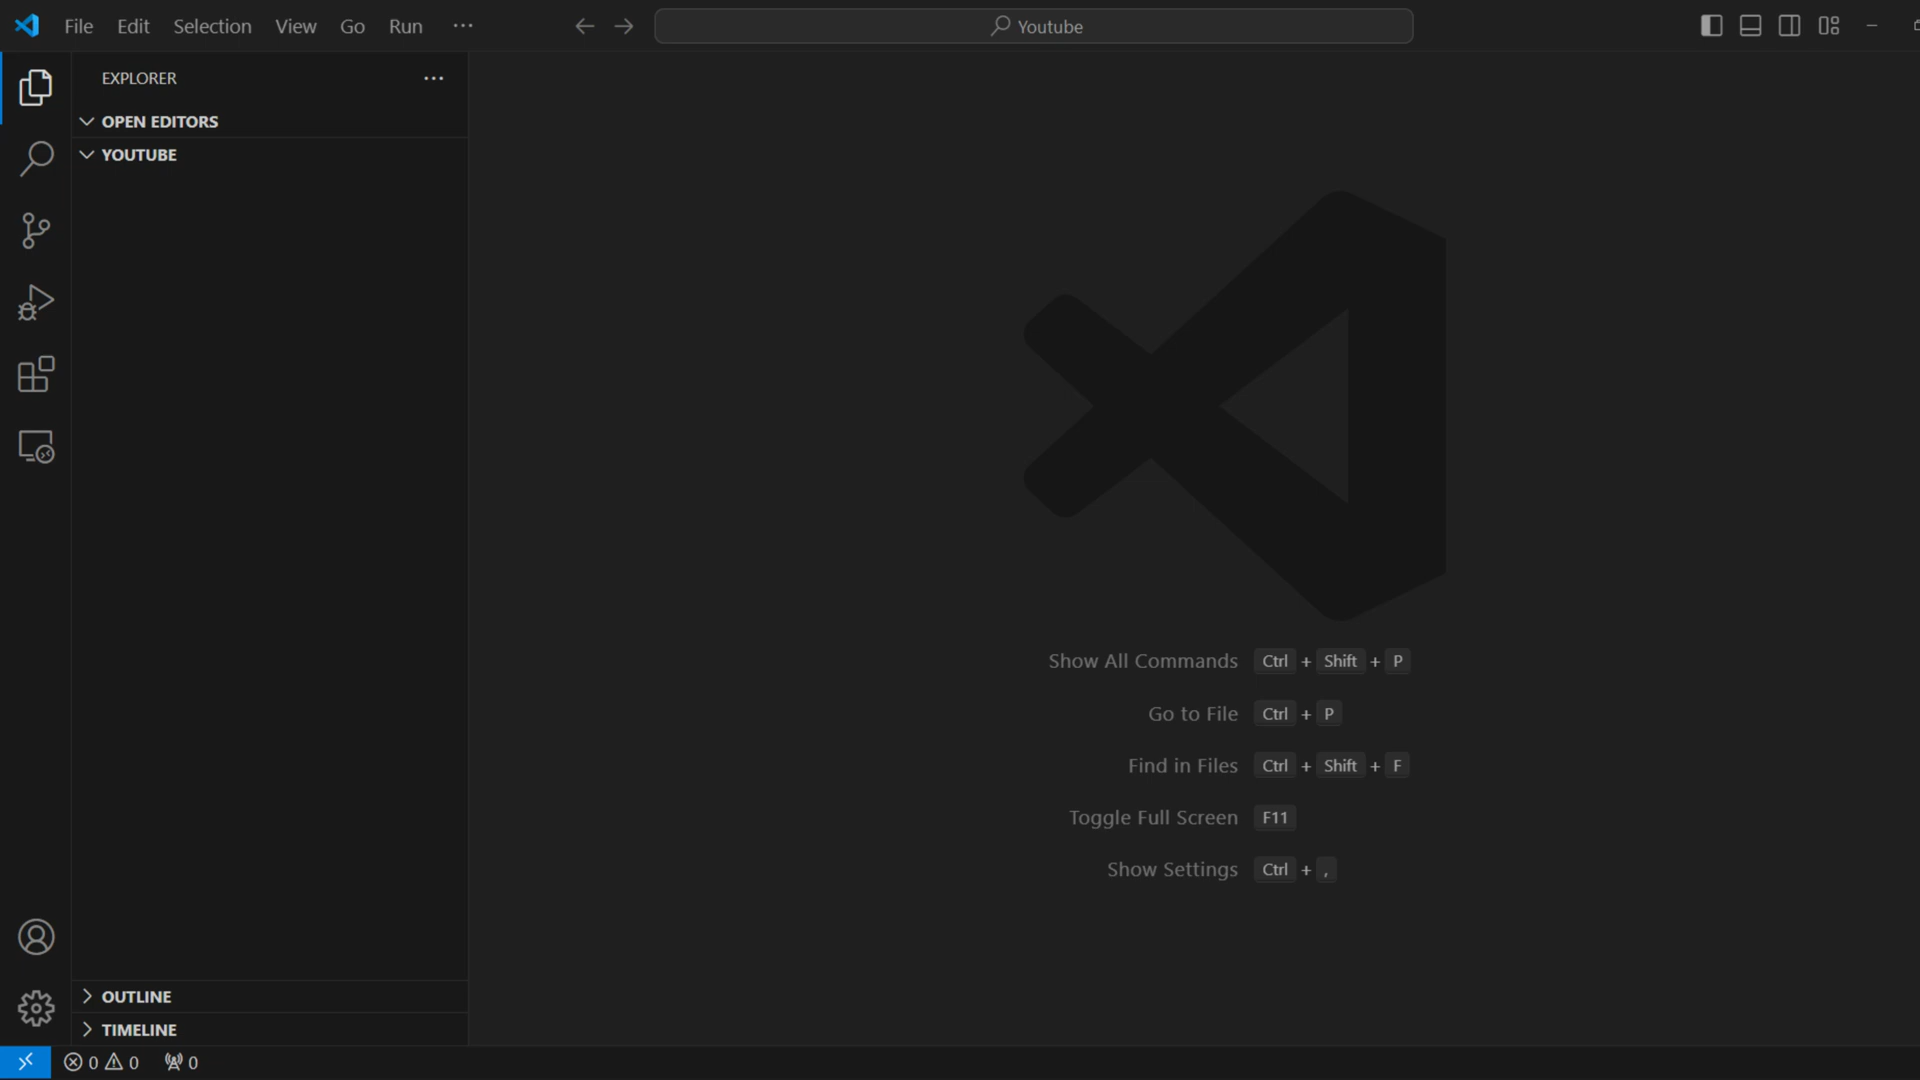 File Edit Selection View Go Run ···
Youtube
EXPLORER ···
OPEN EDITORS
YOUTUBE
Show All Commands Ctrl + Shift + P
Go to File Ctrl + P
Find in Files Ctrl + Shift + F
Toggle Full Screen F11
Show Settings Ctrl + ,
OUTLINE
TIMELINE
0 0 0